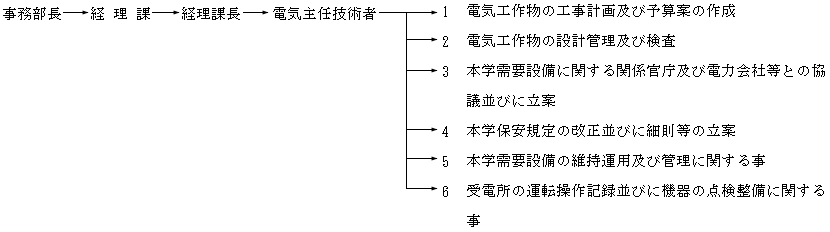 事務部長→経 理 課→経理課長→電気主任技術者→1 電気工作物の工事計画及び予算案の作成
2 電気工作物の設計管理及び検査
3 本学需要設備に関する関係官庁及び電力会社等との協
議並びに立案
4 本学保安規定の改正並びに細則等の立案
5 本学需要設備の維持運用及び管理に関する事
6 受電所の運転操作記録並びに機器の点検整備に関する
事